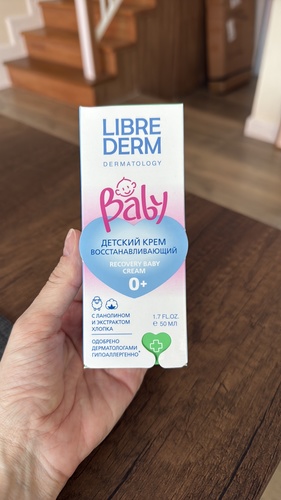 LIBRE
DERM
DERMATOLOGY
Baby
ДЕТСКИЙ КРЕМ
ВОССТАНАВЛИВАЮЩИЙ
RECOVERY BABY
CREAM
0+
С ЛАНОЛИНОМ
И ЭКСТРАКТОМ
ХЛОПКА
ОДОБРЕНО
ДЕРМАТОЛОГАМИ
ГИПОАЛЛЕРГЕННО*
1.7 FL.OZ.
℮ 50 МЛ